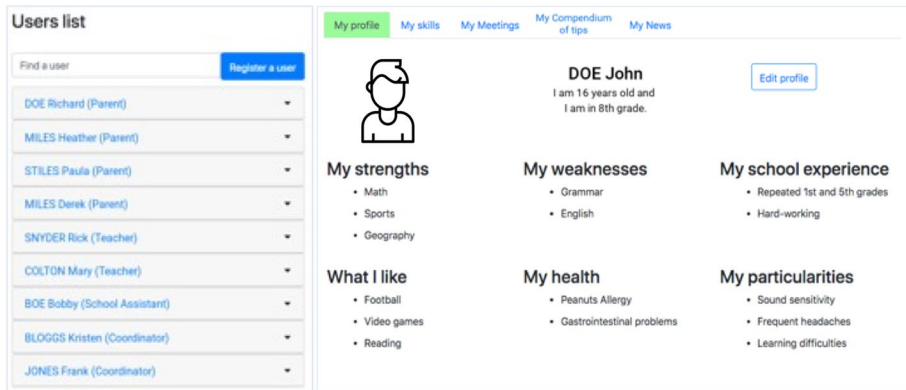 Users list
Find a user
Register a user
DOE Richard (Parent)
MILES Heather (Parent)
STILES Paula (Parent)
MILES Derek (Parent)
SNYDER Rick (Teacher)
COLTON Mary (Teacher)
BOE Bobby (School Assistant)
BLOGGS Kristen (Coordinator)
JONES Frank (Coordinator)
My profile
My skills
My Meetings
My Compendium
of tips
My News
DOE John
I am 16 years old and
I am in 8th grade.
Edit profile
My strengths
• Math
• Sports
• Geography
My weaknesses
• Grammar
• English
My school experience
• Repeated 1st and 5th grades
• Hard-working
What I like
• Football
• Video games
• Reading
My health
• Peanuts Allergy
• Gastrointestinal problems
My particularities
• Sound sensitivity
• Frequent headaches
• Learning difficulties